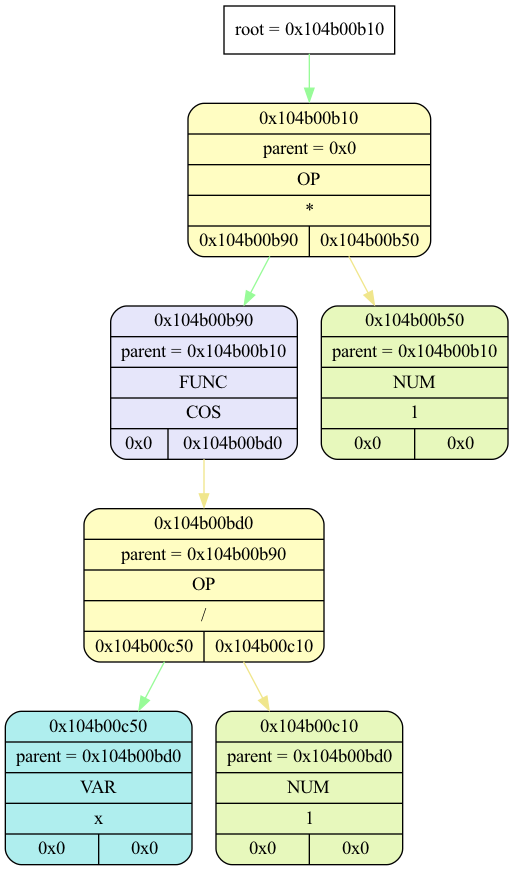 root = 0x104b00b10
0x104b00b10
parent = 0x0
OP
*
0x104b00b90 0x104b00b50
0x104b00b90
parent = 0x104b00b10
FUNC
COS
0x0 0x104b00bd0
0x104b00b50
parent = 0x104b00b10
NUM
1
0x0 0x0
0x104b00bd0
parent = 0x104b00b90
OP
/
0x104b00c50 0x104b00c10
0x104b00c50
parent = 0x104b00bd0
VAR
x
0x0 0x0
0x104b00c10
parent = 0x104b00bd0
NUM
1
0x0 0x0